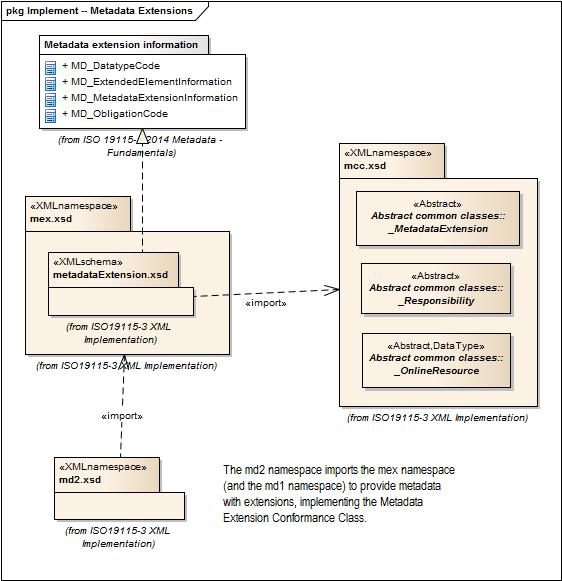 pkg Implement -- Metadata Extensions
Metadata extension information
+ MD_DatatypeCode
+ MD_ExtendedElementInformation
+ MD_MetadataExtensionInformation
+ MD_ObligationCode
(from ISO 19115- 2014 Metadata -
Fundamentals)
«XMLnamespace»
mcc.xsd
«Abstract»
Abstract common classes::
_MetadataExtension
«Abstract»
Abstract common classes::
_Responsibility
«Abstract,DataType»
Abstract common classes::
_OnlineResource
(from ISO19115-3 XML Implementation)
«XMLnamespace»
mex.xsd
«XMLschema»
metadataExtension.xsd
(from ISO19115-3 XML
Implementation)
(from ISO19115-3 XML Implementation)
«import»
«import»
«XMLnamespace»
md2.xsd
(from ISO19115-3 XML
Implementation)
The md2 namespace imports the mex namespace
(and the md1 namespace) to provide metadata
with extensions, implementing the Metadata
Extension Conformance Class.